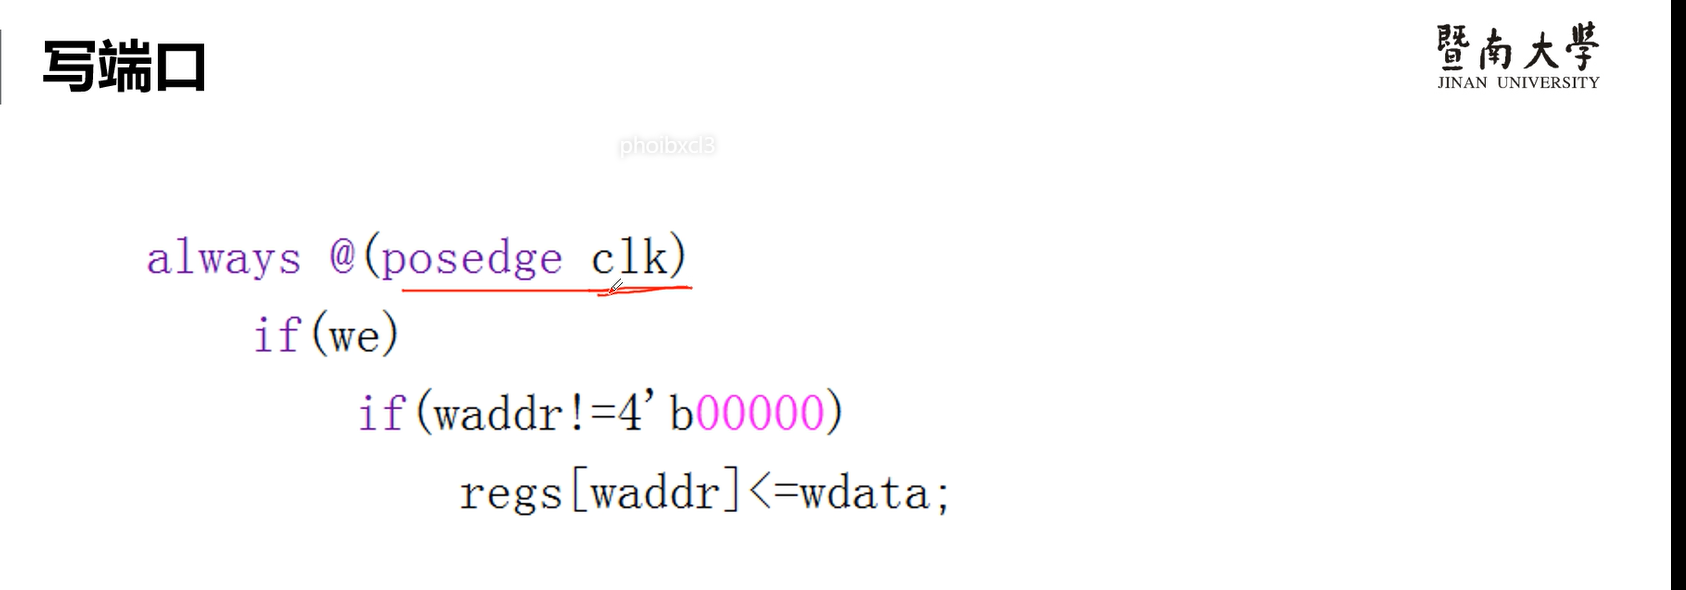 写端口
暨南大学
JINAN UNIVERSITY
phoibxcl3
always @(posedge clk)
if(we)
if(waddr!=4'b00000)
regs[waddr]<=wdata;